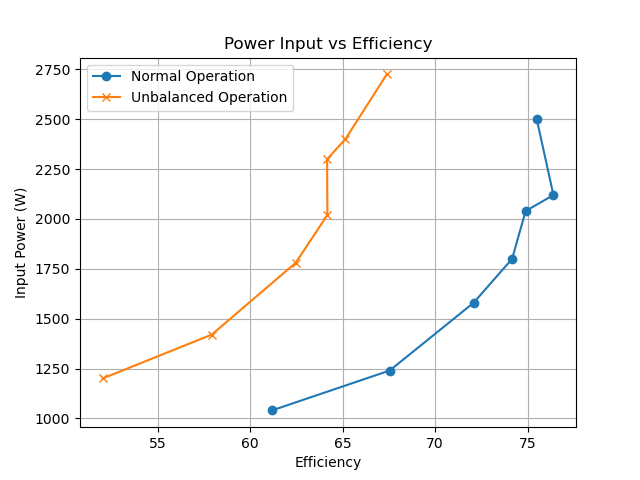 Power Input vs Efficiency
Normal Operation
Unbalanced Operation
2750
2500
2250
2000
1750
1500
1250
1000
Input Power (W)
55
60
65
70
75
Efficiency